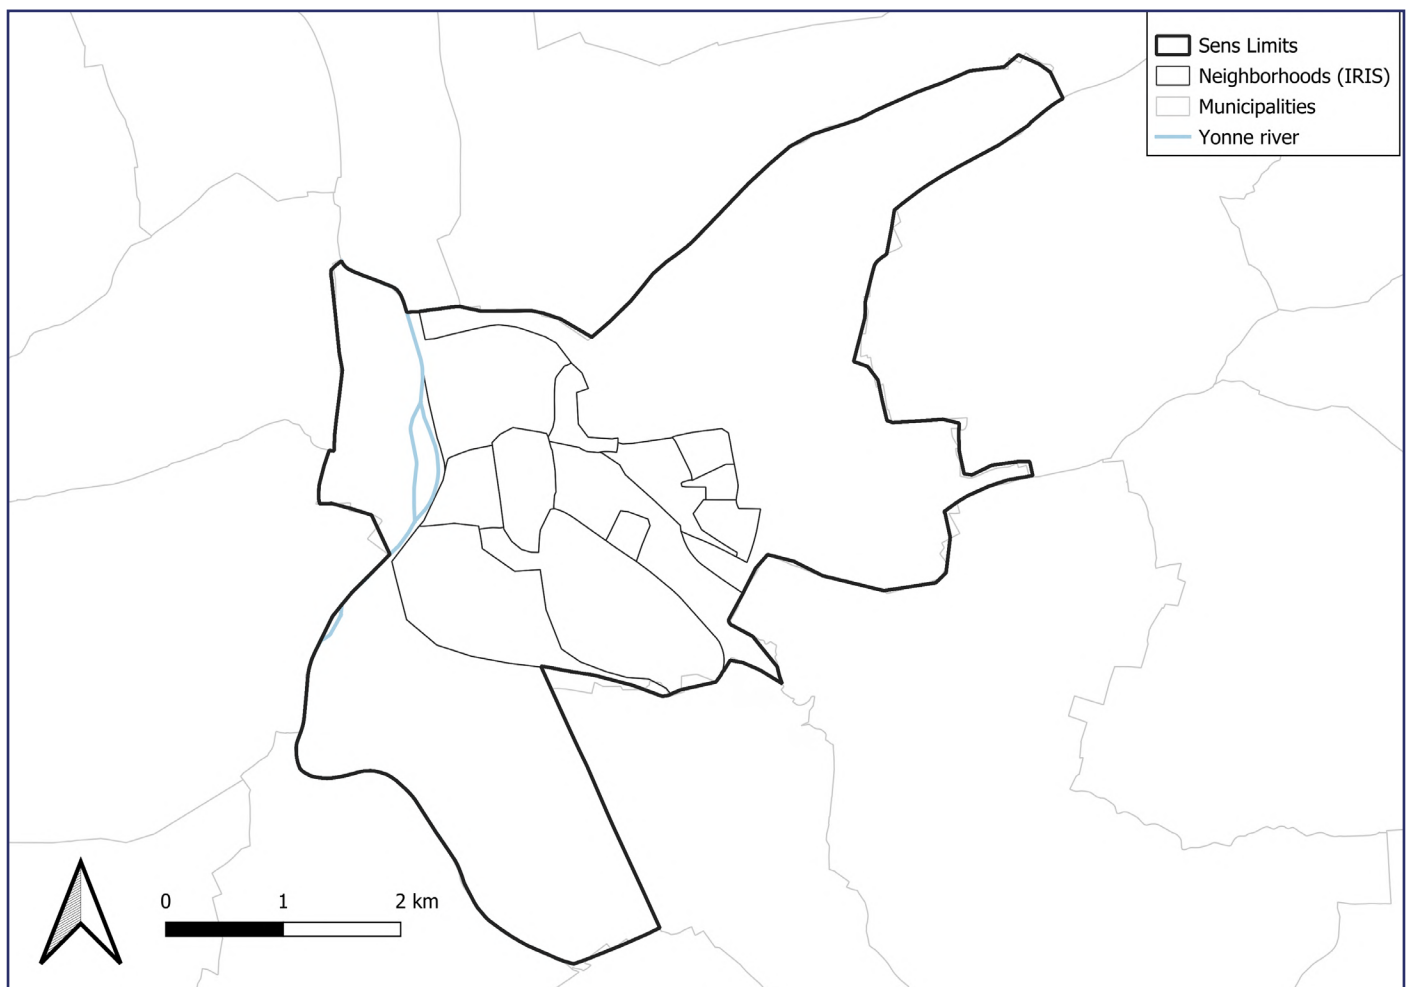 Sens Limits
Neighborhoods (IRIS)
Municipalities
Yonne river
0 1 2 km